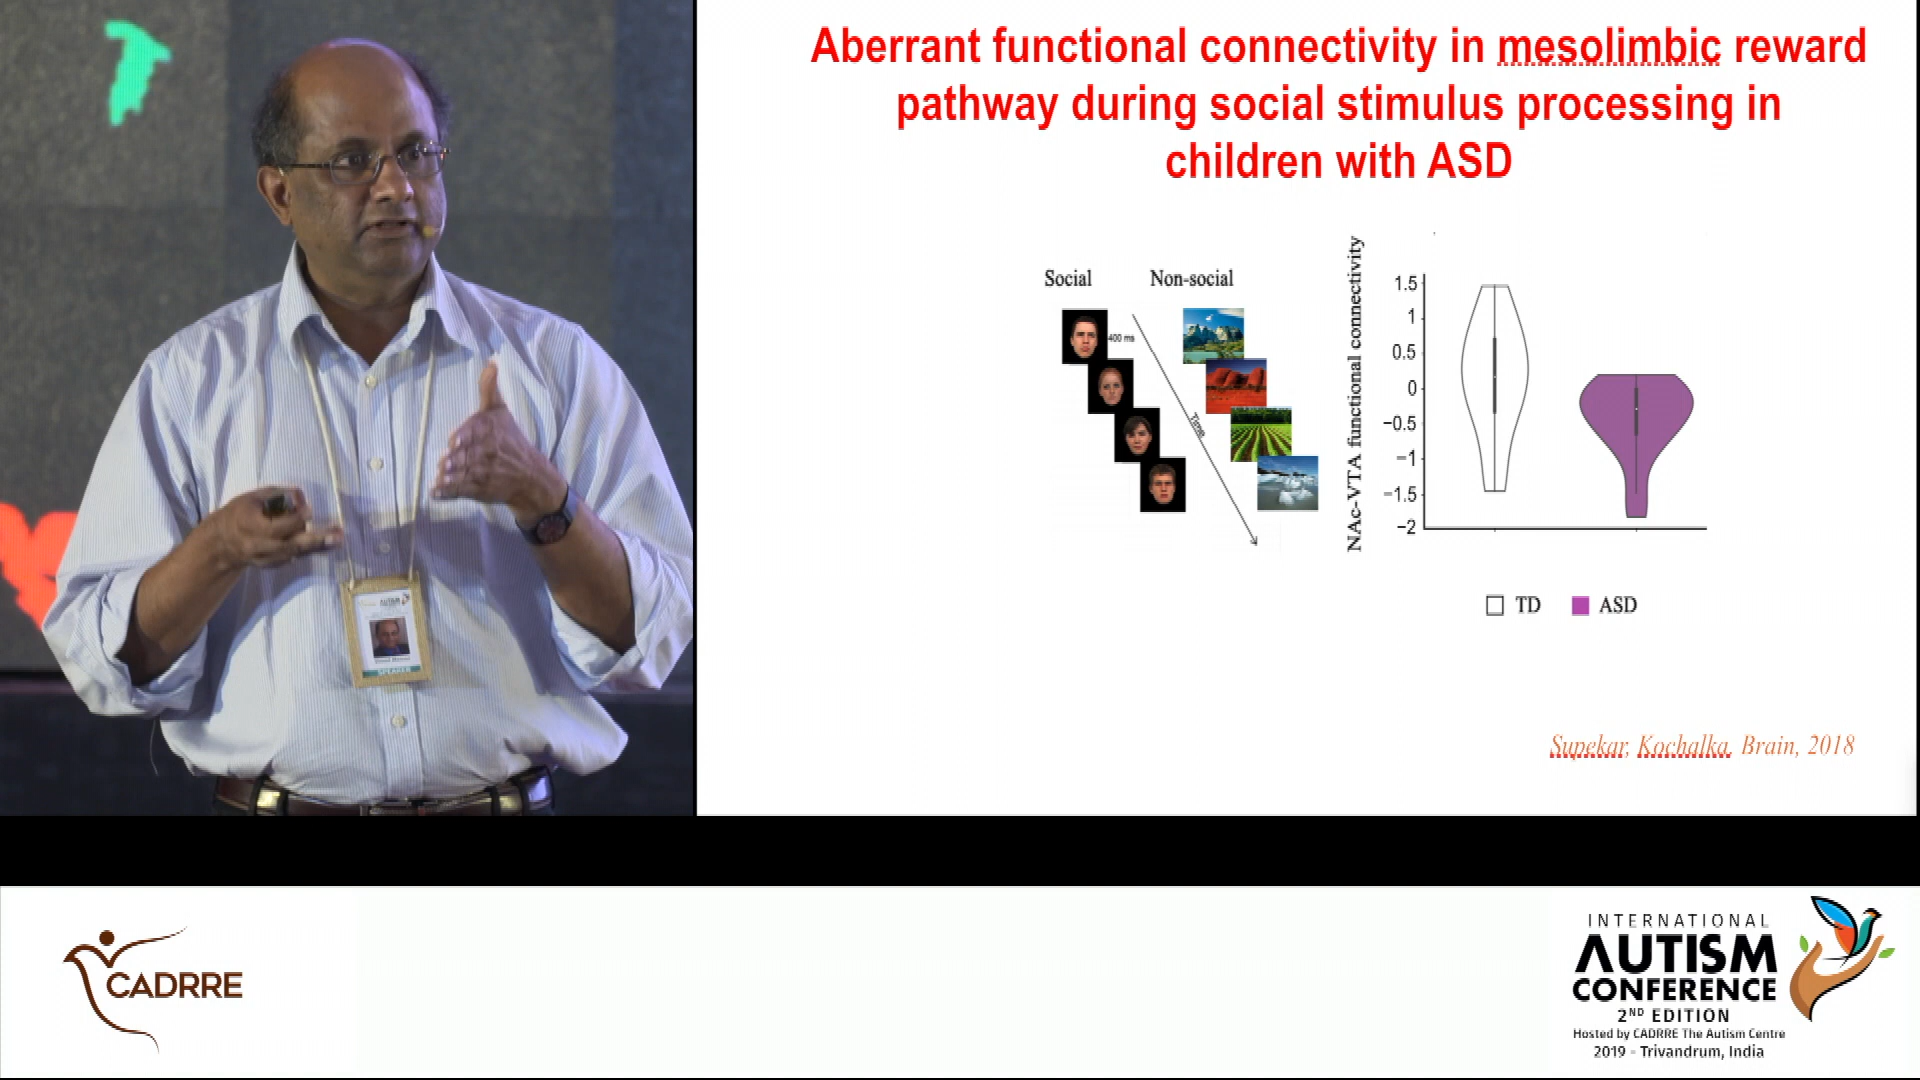 Aberrant functional connectivity in mesolimbic reward
pathway during social stimulus processing in
children with ASD
Social
Non-social
400 ms
Time
NAc-VTA functional connectivity
1.5
1
0.5
0
−0.5
−1
−1.5
−2
TD
ASD
Supekar, Kochalka, Brain, 2018
AUTISM
SPEAKER
CADRRE
INTERNATIONAL
AUTISM
CONFERENCE
2ND EDITION
Hosted by CADRRE The Autism Centre
2019 - Trivandrum, India